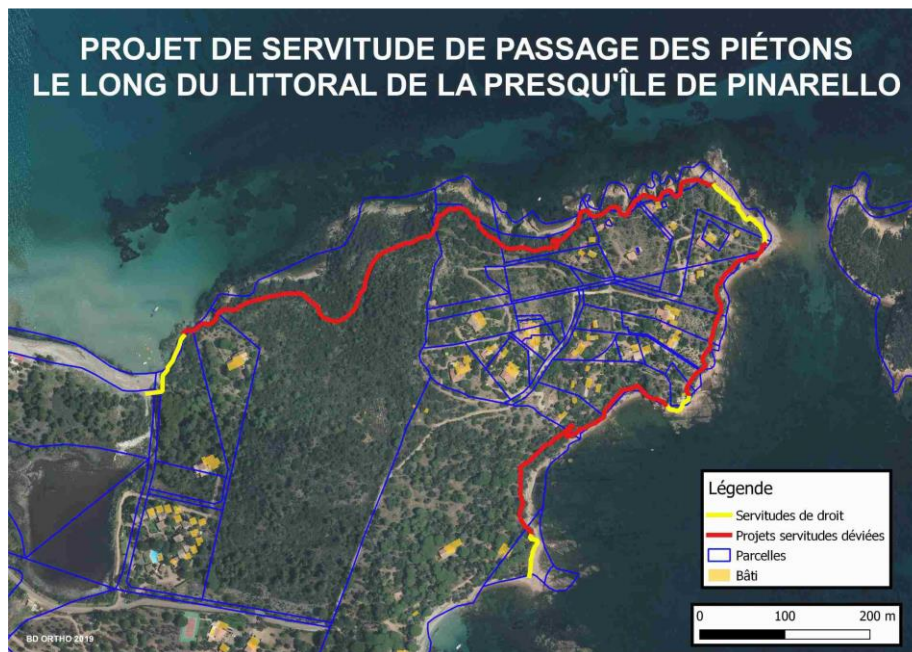 PROJET DE SERVITUDE DE PASSAGE DES PIÉTONS
LE LONG DU LITTORAL DE LA PRESQU'ÎLE DE PINARELLO
Légende
Servitudes de droit
Projets servitudes déviées
Parcelles
Bâti
0 100 200 m
BD ORTHO 2019